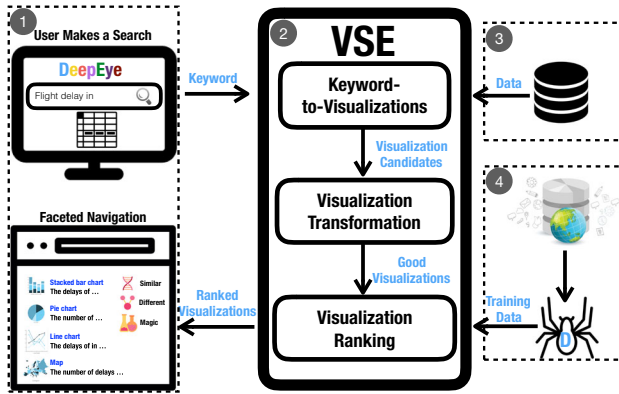 1
User Makes a Search
DeepEye
Flight delay in
Keyword
Faceted Navigation
Stacked bar chart
The delays of ...
Pie chart
The number of ...
Line chart
The delays of in ...
Map
The number of delays ...
Similar
Different
Magic
Ranked
Visualizations
2
VSE
Keyword-
to-Visualizations
Visualization
Candidates
Visualization
Transformation
Good
Visualizations
Visualization
Ranking
3
Data
4
Training
Data
D